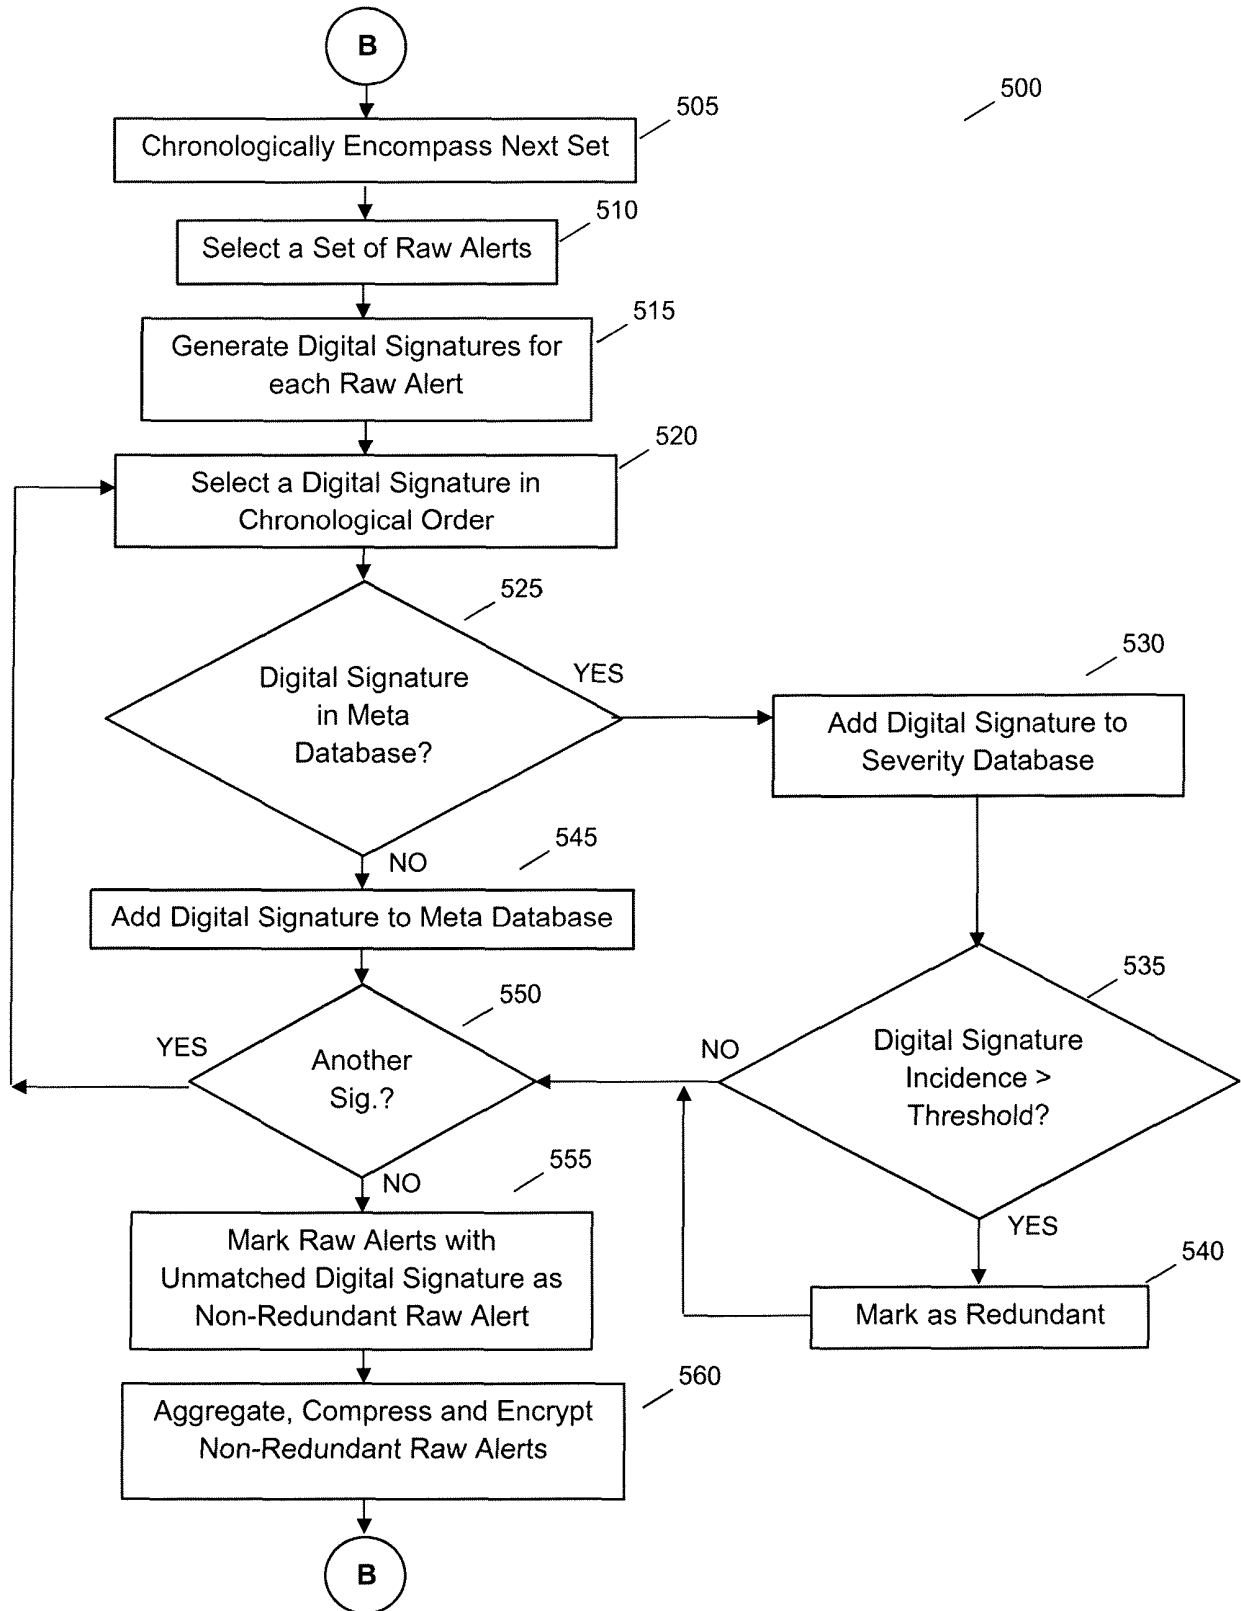 B
500
505
Chronologically Encompass Next Set
510
Select a Set of Raw Alerts
515
Generate Digital Signatures for
each Raw Alert
520
Select a Digital Signature in
Chronological Order
525
Digital Signature
in Meta
Database?
YES
530
Add Digital Signature to
Severity Database
NO
545
Add Digital Signature to Meta Database
535
Digital Signature
Incidence >
Threshold?
NO
YES
540
Mark as Redundant
550
Another
Sig.?
YES
NO
555
Mark Raw Alerts with
Unmatched Digital Signature as
Non-Redundant Raw Alert
560
Aggregate, Compress and Encrypt
Non-Redundant Raw Alerts
B